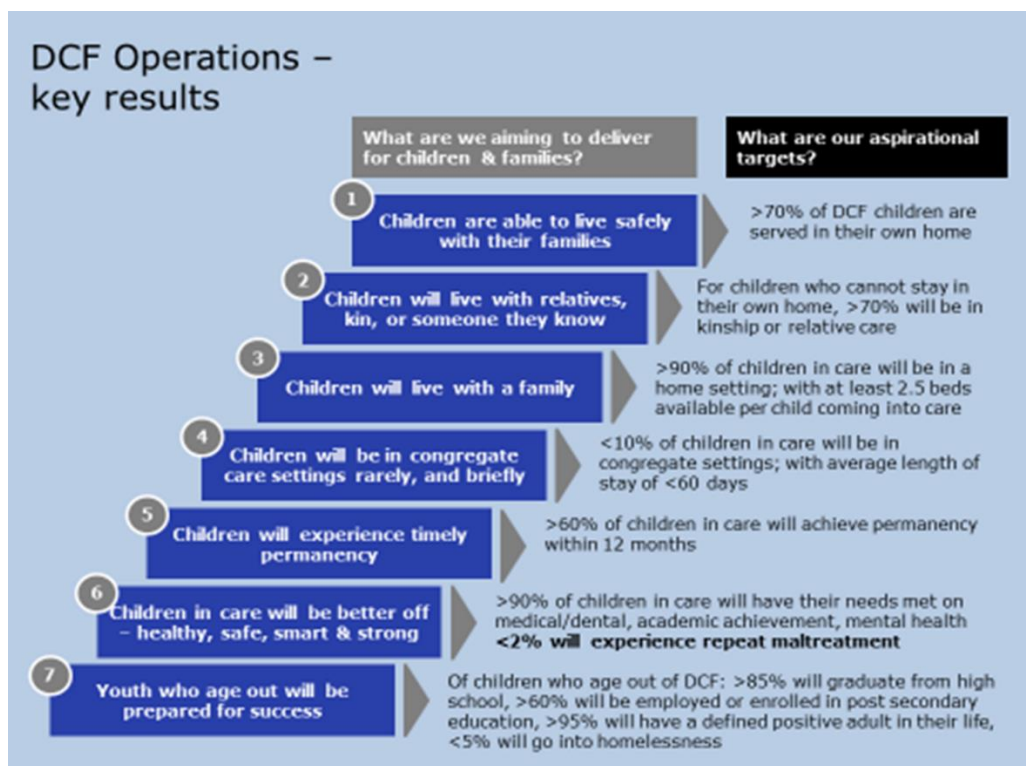 DCF Operations –
key results
What are we aiming to deliver
for children & families?
What are our aspirational
targets?
1
Children are able to live safely
with their families
>70% of DCF children are
served in their own home
2
Children will live with relatives,
kin, or someone they know
For children who cannot stay in
their own home, >70% will be in
kinship or relative care
3
Children will live with a family
>90% of children in care will be in a
home setting; with at least 2.5 beds
available per child coming into care
4
Children will be in congregate
care settings rarely, and briefly
<10% of children in care will be in
congregate settings; with average length of
stay of <60 days
5
Children will experience timely
permanency
>60% of children in care will achieve permanency
within 12 months
6
Children in care will be better off
– healthy, safe, smart & strong
>90% of children in care will have their needs met on
medical/dental, academic achievement, mental health
<2% will experience repeat maltreatment
7
Youth who age out will be
prepared for success
Of children who age out of DCF: >85% will graduate from high
school, >60% will be employed or enrolled in post secondary
education, >95% will have a defined positive adult in their life,
<5% will go into homelessness